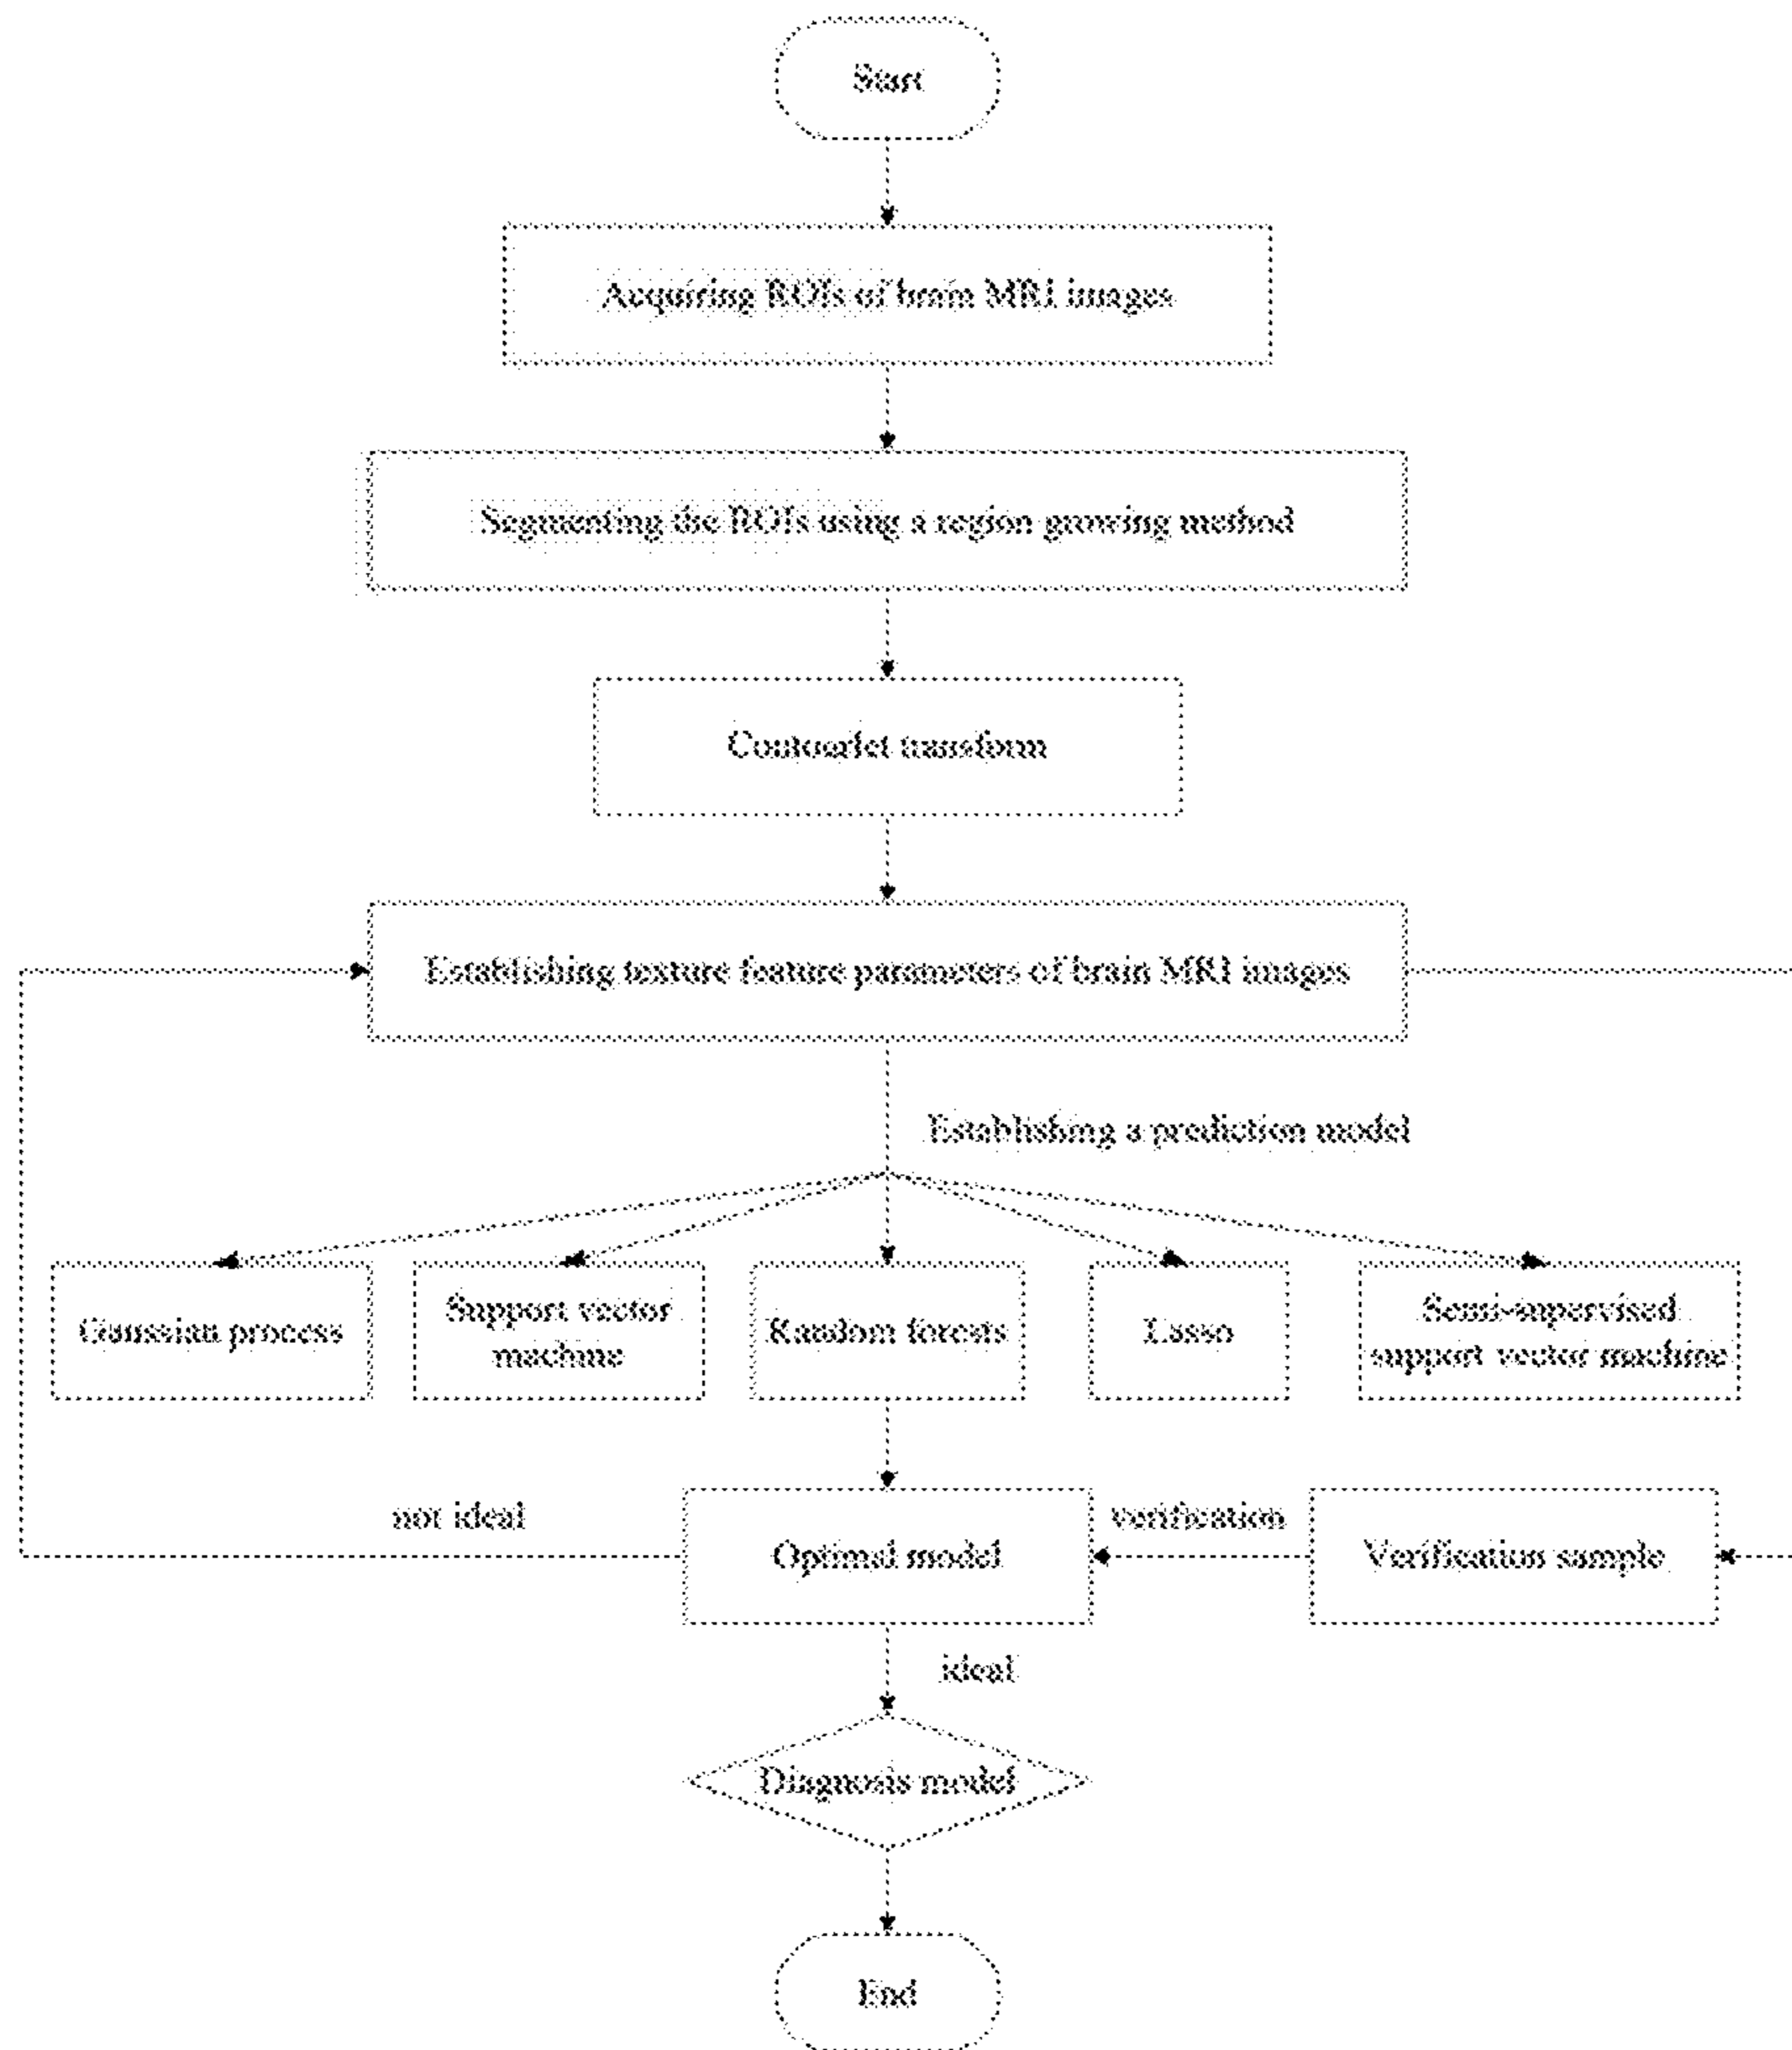 Start
Acquiring ROIs of brain MRI images
Segmenting the ROIs using a region growing method
Contourlet transform
Establishing texture feature parameters of brain MRI images
Establishing a prediction model
Gaussian process
Support vector
machine
Random forests
Lasso
Semi-supervised
support vector machine
not ideal
Optimal model
verification
Verification sample
ideal
Diagnosis model
End